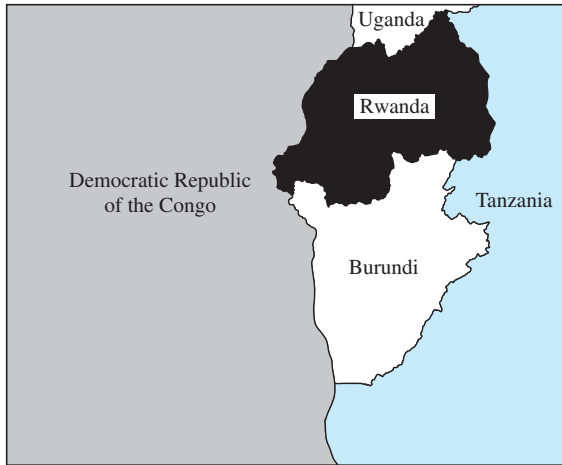 Uganda
Rwanda
Democratic Republic
of the Congo
Tanzania
Burundi